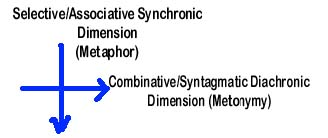 Selective/Associative Synchronic
Dimension
(Metaphor)
Combinative/Syntagmatic Diachronic
Dimension (Metonymy)